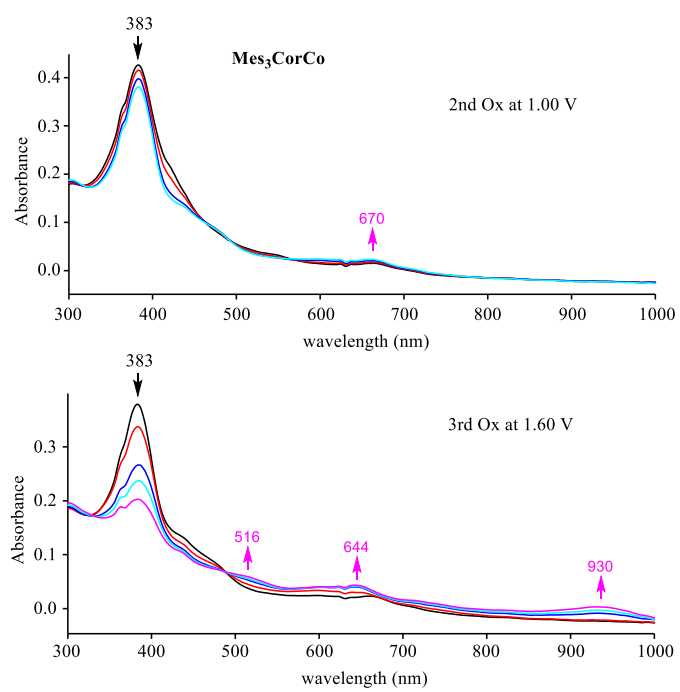 383
Mes3CorCo
2nd Ox at 1.00 V
0.4
0.3
0.2
0.1
0.0
Absorbance
670
300 400 500 600 700 800 900 1000
wavelength (nm)
383
3rd Ox at 1.60 V
0.3
0.2
0.1
0.0
Absorbance
516
644
930
300 400 500 600 700 800 900 1000
wavelength (nm)